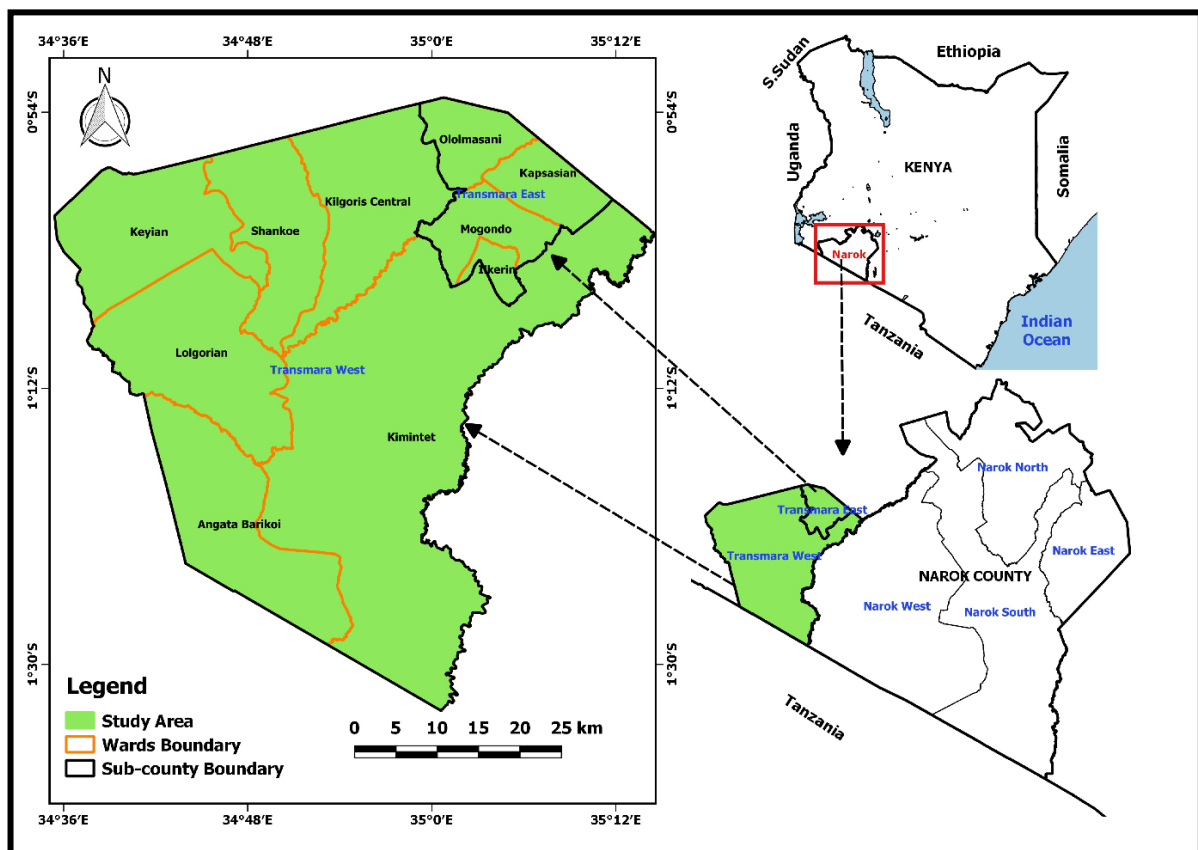 34°36’E 34°48’E 35°0’E 35°12’E
N
0°54’S
0°54’S
Ololmasani
Kapsasian
Transmara East
Kilgoris Central
Keyian
Shankoe
Mogondo
Ilkerin
Lolgorian
Transmara West
1°12’S
1°12’S
Kimintet
Angata Barikoi
1°30’S
1°30’S
Legend
Study Area
Wards Boundary
Sub-county Boundary
0 5 10 15 20 25 km
34°36’E 34°48’E 35°0’E 35°12’E
S.Sudan
Ethiopia
Uganda
KENYA
Somalia
Narok
Tanzania
Indian
Ocean
Narok North
Transmara East
Transmara West
Narok East
NAROK COUNTY
Narok West
Narok South
Tanzania